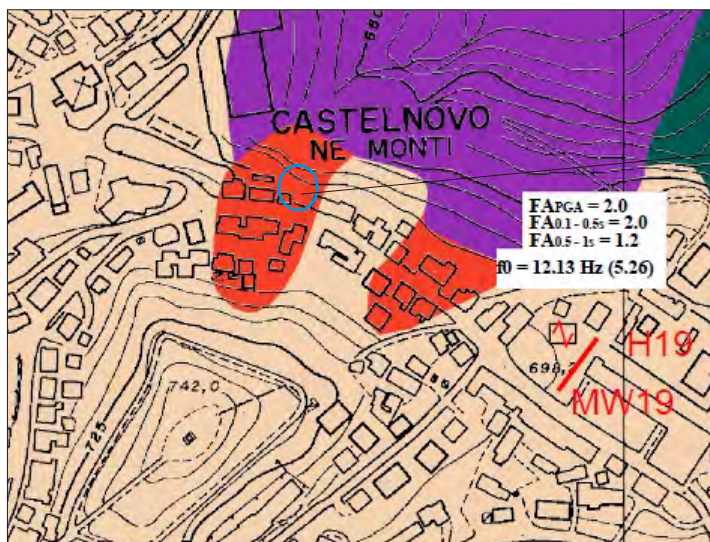 CASTELNOVO
NE MONTI
FAPGA = 2.0
FA0.1 - 0.5s = 2.0
FA0.5 - 1s = 1.2
f0 = 12.13 Hz (5.26)
H19
MW19
742,0
725